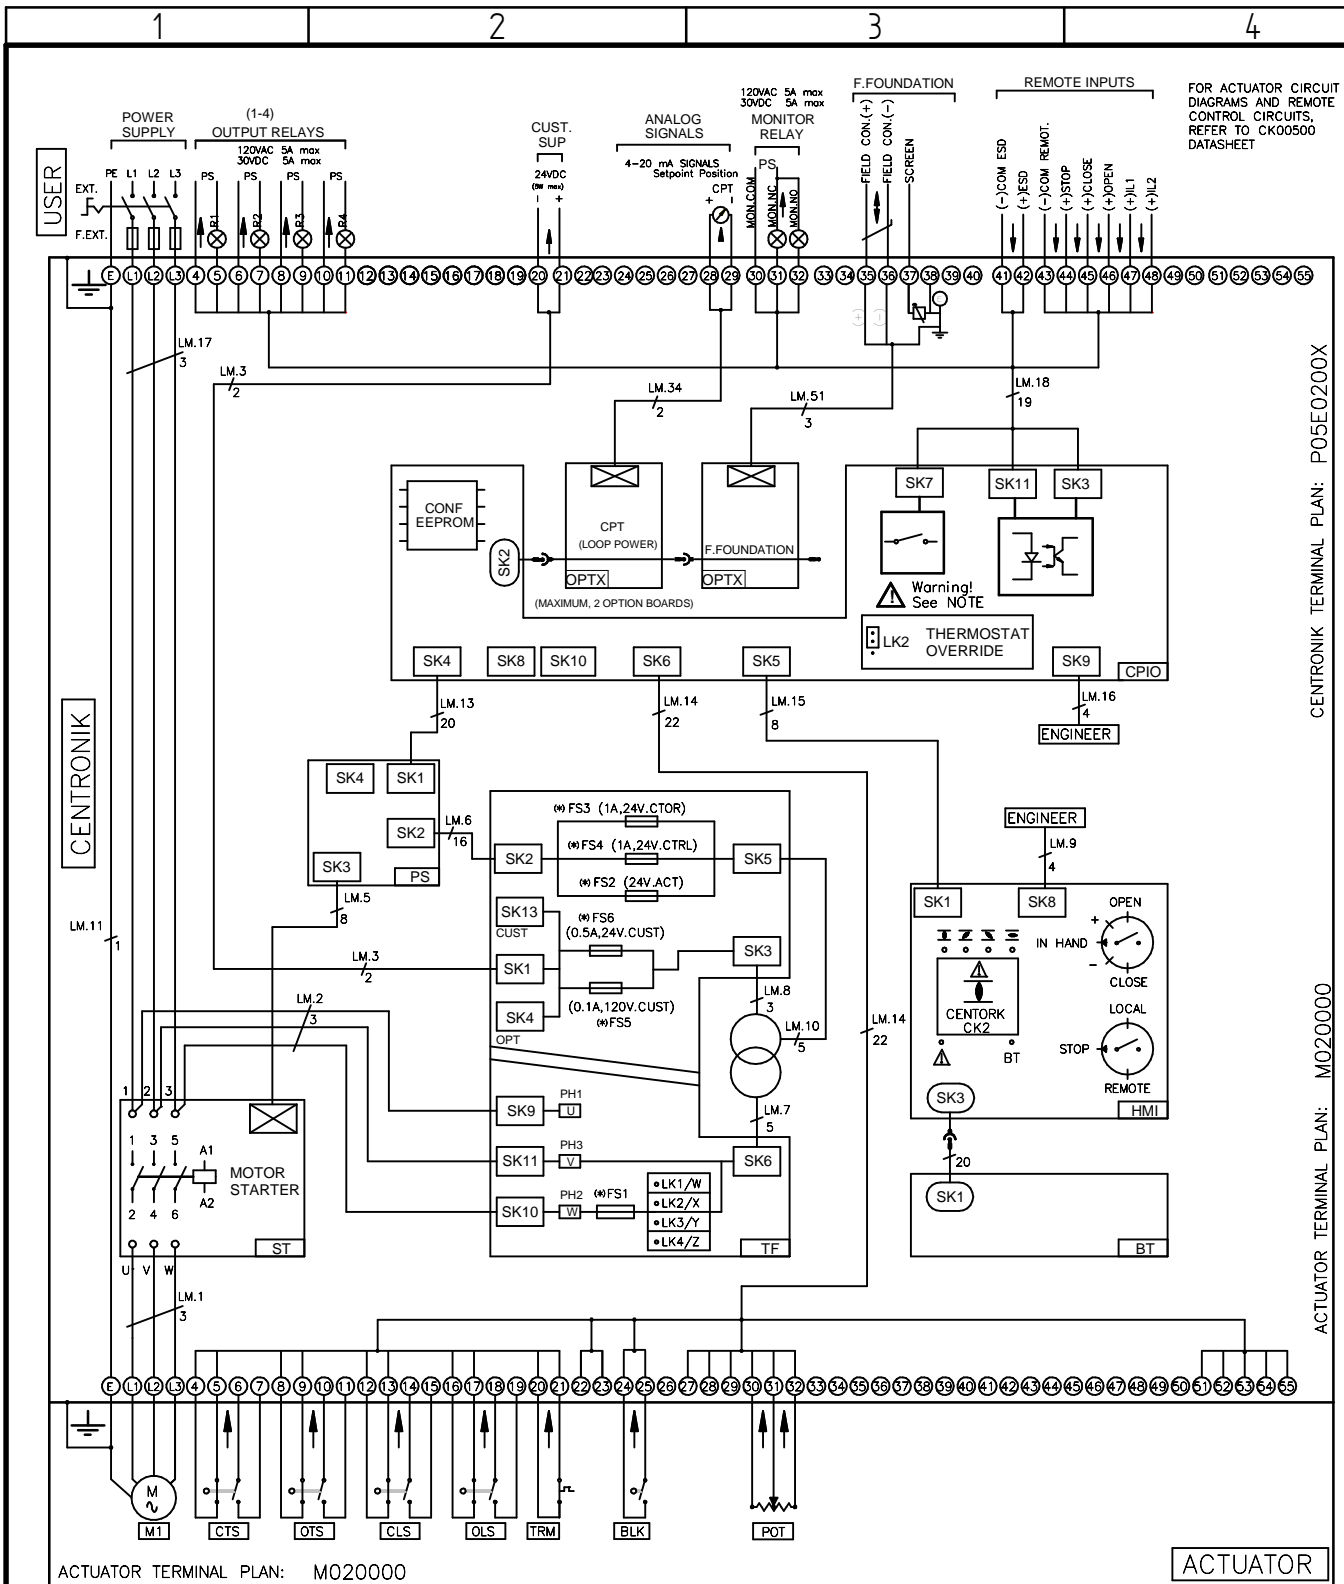 1 2 3 4
POWER
SUPPLY
(1-4)
OUTPUT RELAYS
120VAC 5A max
30VDC 5A max
CUST.
SUP
24VDC
(5W max)
- +
ANALOG
SIGNALS
4-20 mA SIGNALS
Setpoint Position
CPT
+ -
120VAC 5A max
30VDC 5A max
MONITOR
RELAY
PS
MON.COM
MON.NC
MON.NO
F.FOUNDATION
FIELD CON.(+)
FIELD CON.(-)
SCREEN
REMOTE INPUTS
(-)COM ESD
(+)ESD
(-)COM REMOT.
(+)STOP
(+)CLOSE
(+)OPEN
(+)IL1
(+)IL2
FOR ACTUATOR CIRCUIT
DIAGRAMS AND REMOTE
CONTROL CIRCUITS,
REFER TO CK00500
DATASHEET
USER
PE L1 L2 L3
EXT.
F.EXT.
PS PS PS PS
R1 R2 R3 R4
E L1 L2 L3 4 5 6 7 8 9 10 11 12 13 14 15 16 17 18 19 20 21 22 23 24 25 26 27 28 29 30 31 32 33 34 35 36 37 38 39 40 41 42 43 44 45 46 47 48 49 50 51 52 53 54 55
+ -
E
LM.17
3
LM.3
2
LM.34
2
LM.51
3
LM.18
19
CENTRONIK TERMINAL PLAN: P05E0200X
CONF
EEPROM
SK2
CPT
(LOOP POWER)
OPTX
F.FOUNDATION
OPTX
(MAXIMUM, 2 OPTION BOARDS)
SK7
SK11
SK3
Warning!
See NOTE
LK2
THERMOSTAT
OVERRIDE
SK4
SK8
SK10
SK6
SK5
SK9
CPIO
LM.13
20
LM.14
22
LM.15
8
LM.16
4
ENGINEER
CENTRONIK
SK4
SK1
SK2
SK3
PS
LM.6
16
LM.5
8
(*)FS3 (1A,24V.CTOR)
(*)FS4 (1A,24V.CTRL)
(*)FS2 (24V.ACT)
SK2
SK5
SK13
CUST
(*)FS6
(0.5A,24V.CUST)
SK1
SK3
SK4
OPT
(0.1A,120V.CUST)
(*)FS5
LM.3
2
LM.8
3
LM.10
5
LM.14
22
LM.11
1
LM.2
3
LM.7
5
SK9
PH1
U
SK11
PH3
V
SK10
PH2
W
(*)FS1
SK6
LK1/W
LK2/X
LK3/Y
LK4/Z
TF
ENGINEER
LM.9
4
SK1
SK8
OPEN
+
IN HAND
-
CLOSE
CENTORK
CK2
BT
LOCAL
STOP
REMOTE
SK3
HMI
20
SK1
BT
1 2 3
1 3 5
A1
A2
MOTOR
STARTER
2 4 6
ST
U V W
LM.1
3
ACTUATOR TERMINAL PLAN: M020000
E L1 L2 L3 4 5 6 7 8 9 10 11 12 13 14 15 16 17 18 19 20 21 22 23 24 25 26 27 28 29 30 31 32 33 34 35 36 37 38 39 40 41 42 43 44 45 46 47 48 49 50 51 52 53 54 55
M
M1
CTS
OTS
CLS
OLS
TRM
BLK
POT
ACTUATOR TERMINAL PLAN: M020000
ACTUATOR